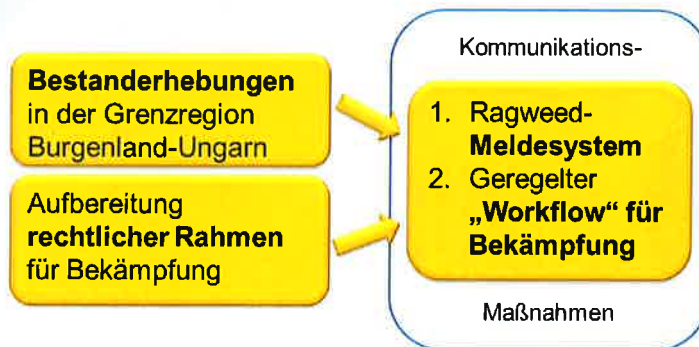 Bestanderhebungen
in der Grenzregion
Burgenland-Ungarn
Aufbereitung
rechtlicher Rahmen
für Bekämpfung
Kommunikations-
1. Ragweed-
Meldesystem
2. Geregelter
„Workflow“ für
Bekämpfung
Maßnahmen